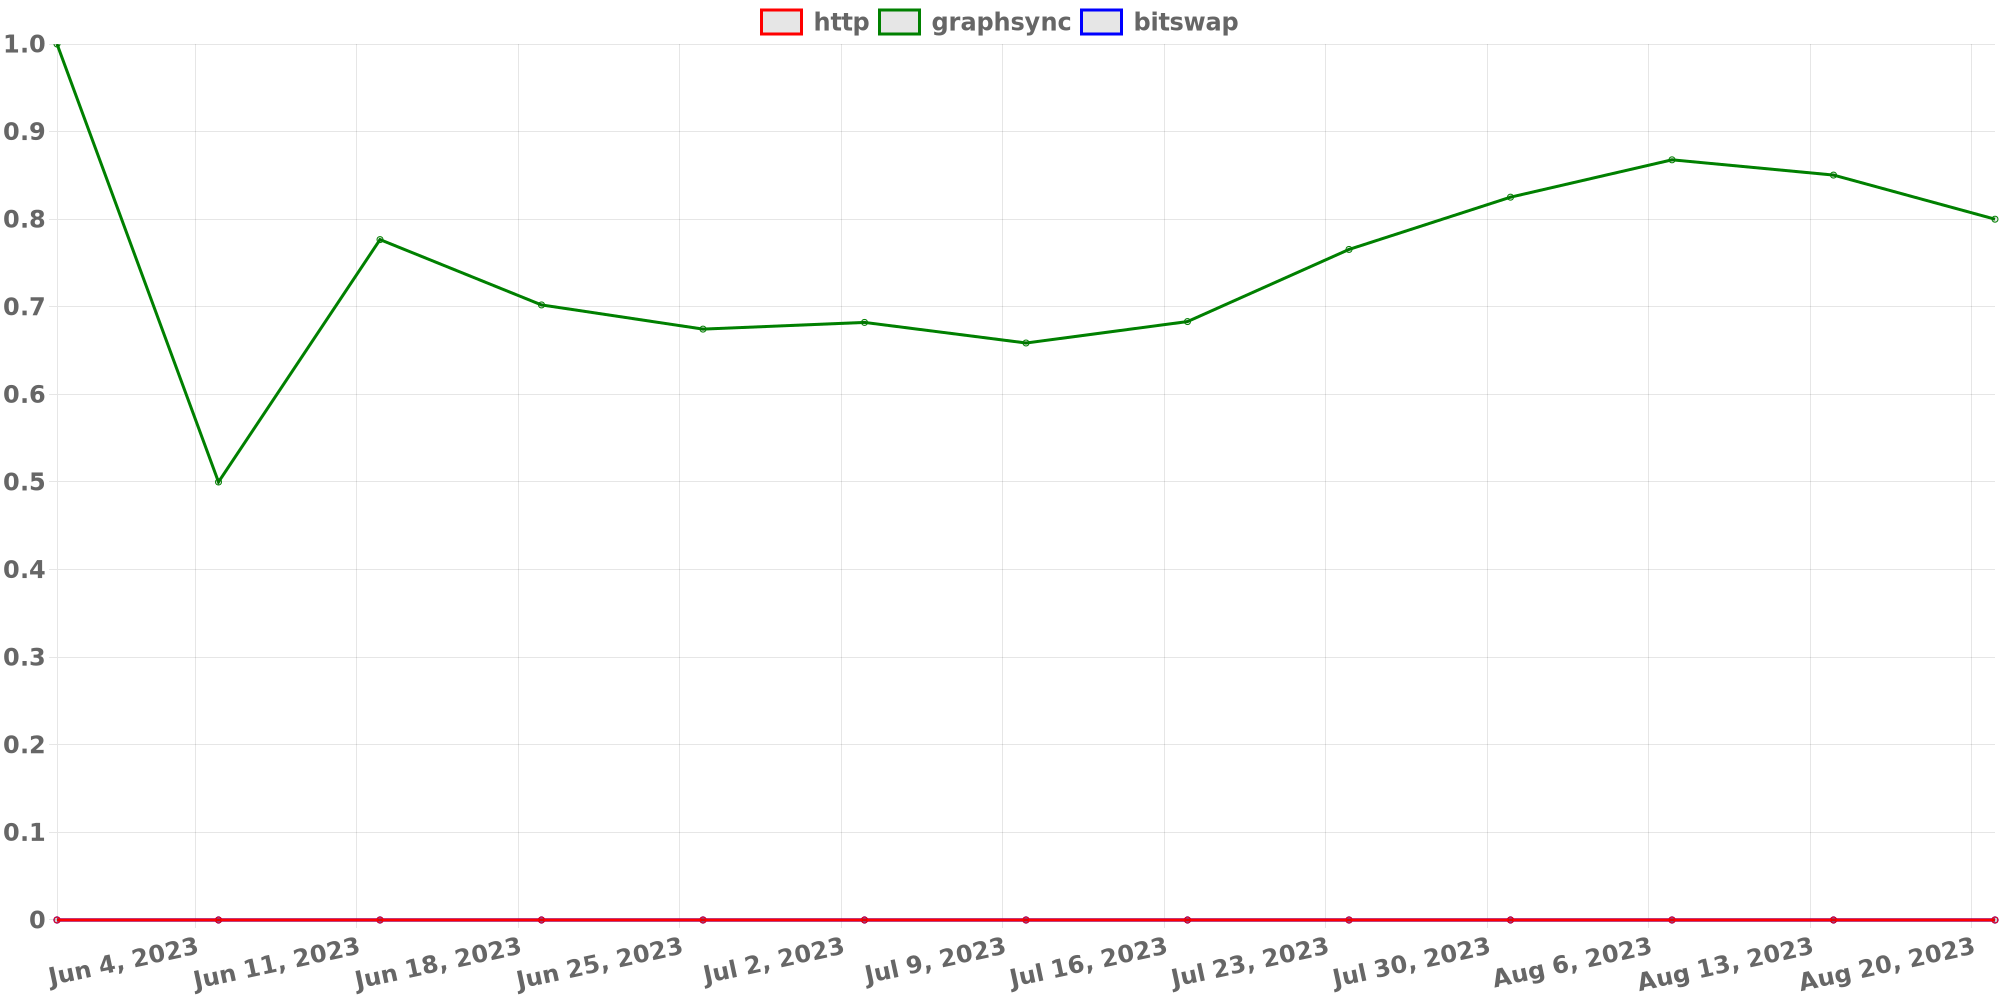 http graphsync bitswap
1.0
0.9
0.8
0.7
0.6
0.5
0.4
0.3
0.2
0.1
0
Jun 4, 2023
Jun 11, 2023
Jun 18, 2023
Jun 25, 2023
Jul 2, 2023
Jul 9, 2023
Jul 16, 2023
Jul 23, 2023
Jul 30, 2023
Aug 6, 2023
Aug 13, 2023
Aug 20, 2023